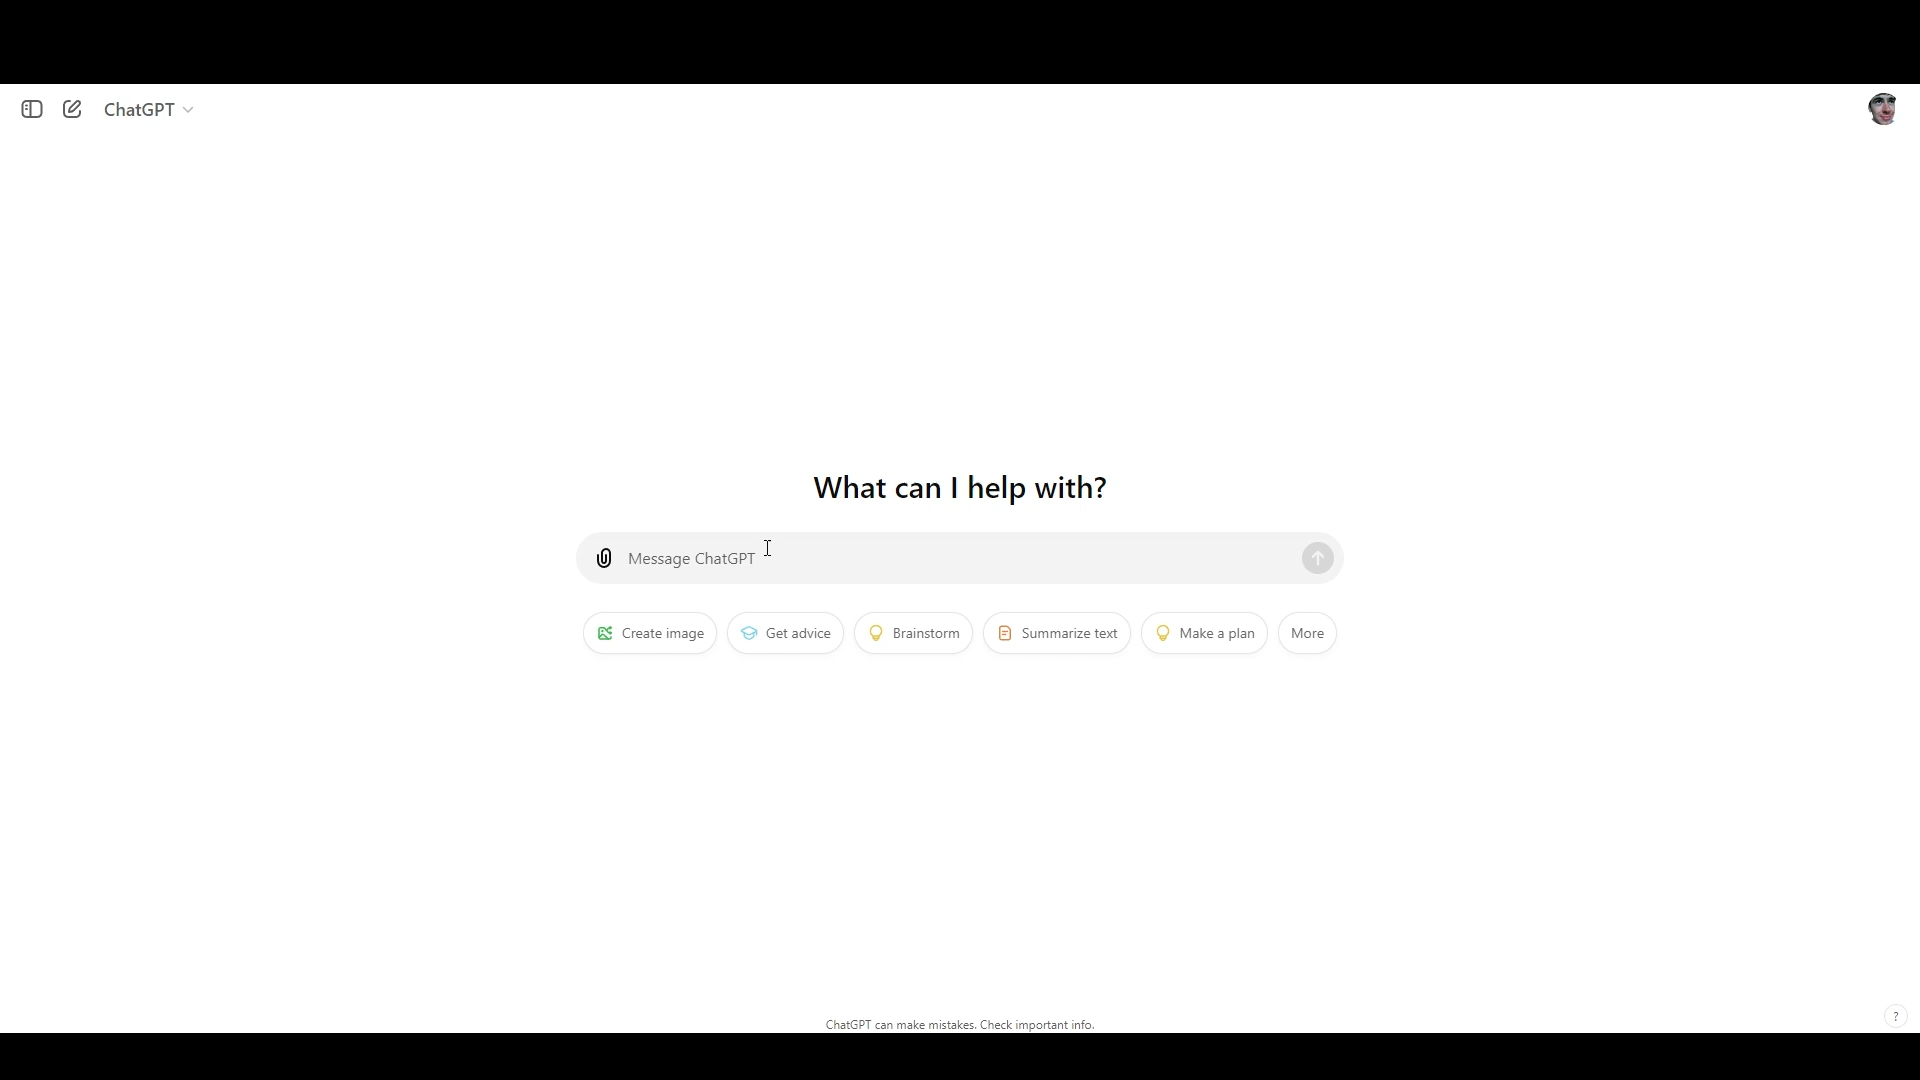 ChatGPT
What can I help with?
Message ChatGPT
Create image Get advice Brainstorm Summarize text Make a plan More
ChatGPT can make mistakes. Check important info.
?